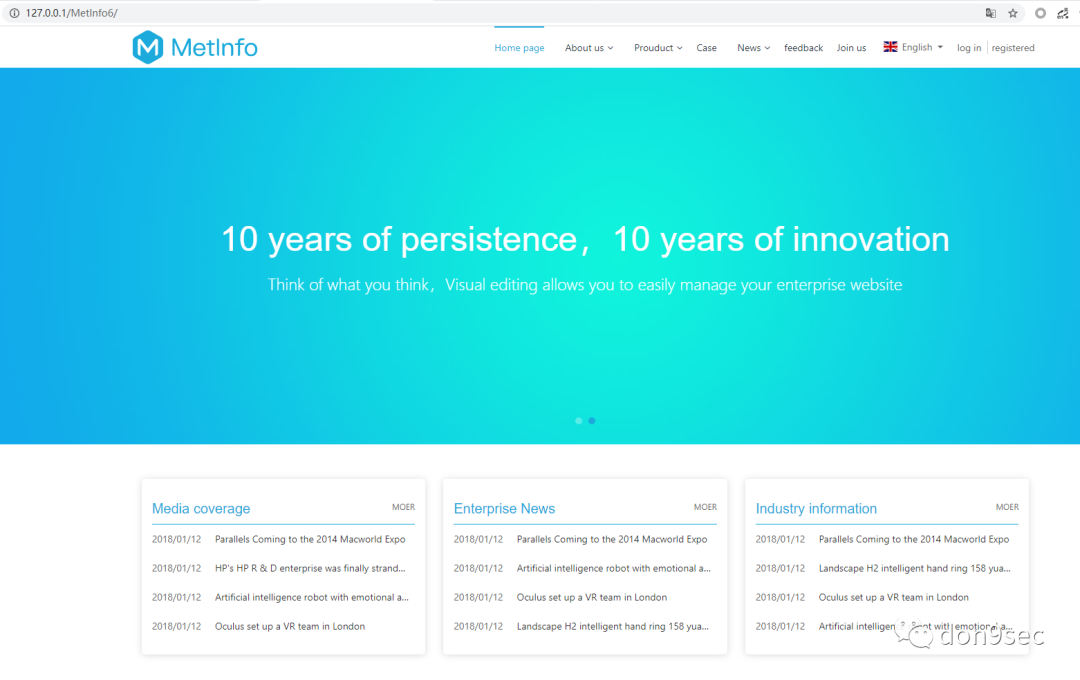 127.0.0.1/MetInfo6/
MetInfo
Home page About us Prouduct Case News feedback Join us English log in registered
10 years of persistence，10 years of innovation
Think of what you think，Visual editing allows you to easily manage your enterprise website
Media coverage MOER
2018/01/12 Parallels Coming to the 2014 Macworld Expo
2018/01/12 HP's HP R & D enterprise was finally strand...
2018/01/12 Artificial intelligence robot with emotional a...
2018/01/12 Oculus set up a VR team in London
Enterprise News MOER
2018/01/12 Parallels Coming to the 2014 Macworld Expo
2018/01/12 Artificial intelligence robot with emotional a...
2018/01/12 Oculus set up a VR team in London
2018/01/12 Landscape H2 intelligent hand ring 158 yua...
Industry information MOER
2018/01/12 Parallels Coming to the 2014 Macworld Expo
2018/01/12 Landscape H2 intelligent hand ring 158 yua...
2018/01/12 Oculus set up a VR team in London
2018/01/12 Artificial intelligen robot with emotional a...
don9sec